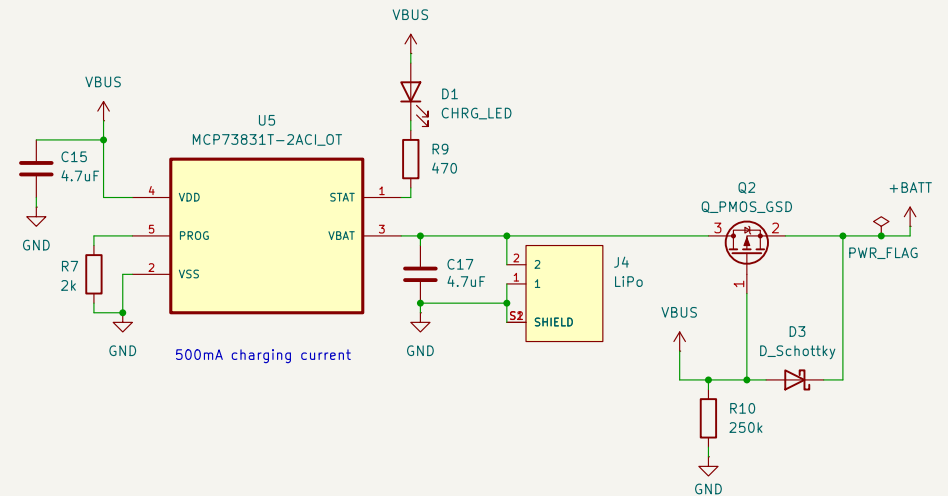 VBUS
VBUS
D1
CHRG_LED
U5
MCP73831T-2ACI_OT
C15
4.7uF
GND
R9
470
4
VDD
STAT
1
5
PROG
VBAT
3
2
VSS
R7
2k
GND
500mA charging current
C17
4.7uF
GND
2
2
1
1
SHIELD
J4
LiPo
Q2
Q_PMOS_GSD
3
2
1
+BATT
PWR_FLAG
VBUS
D3
D_Schottky
R10
250k
GND